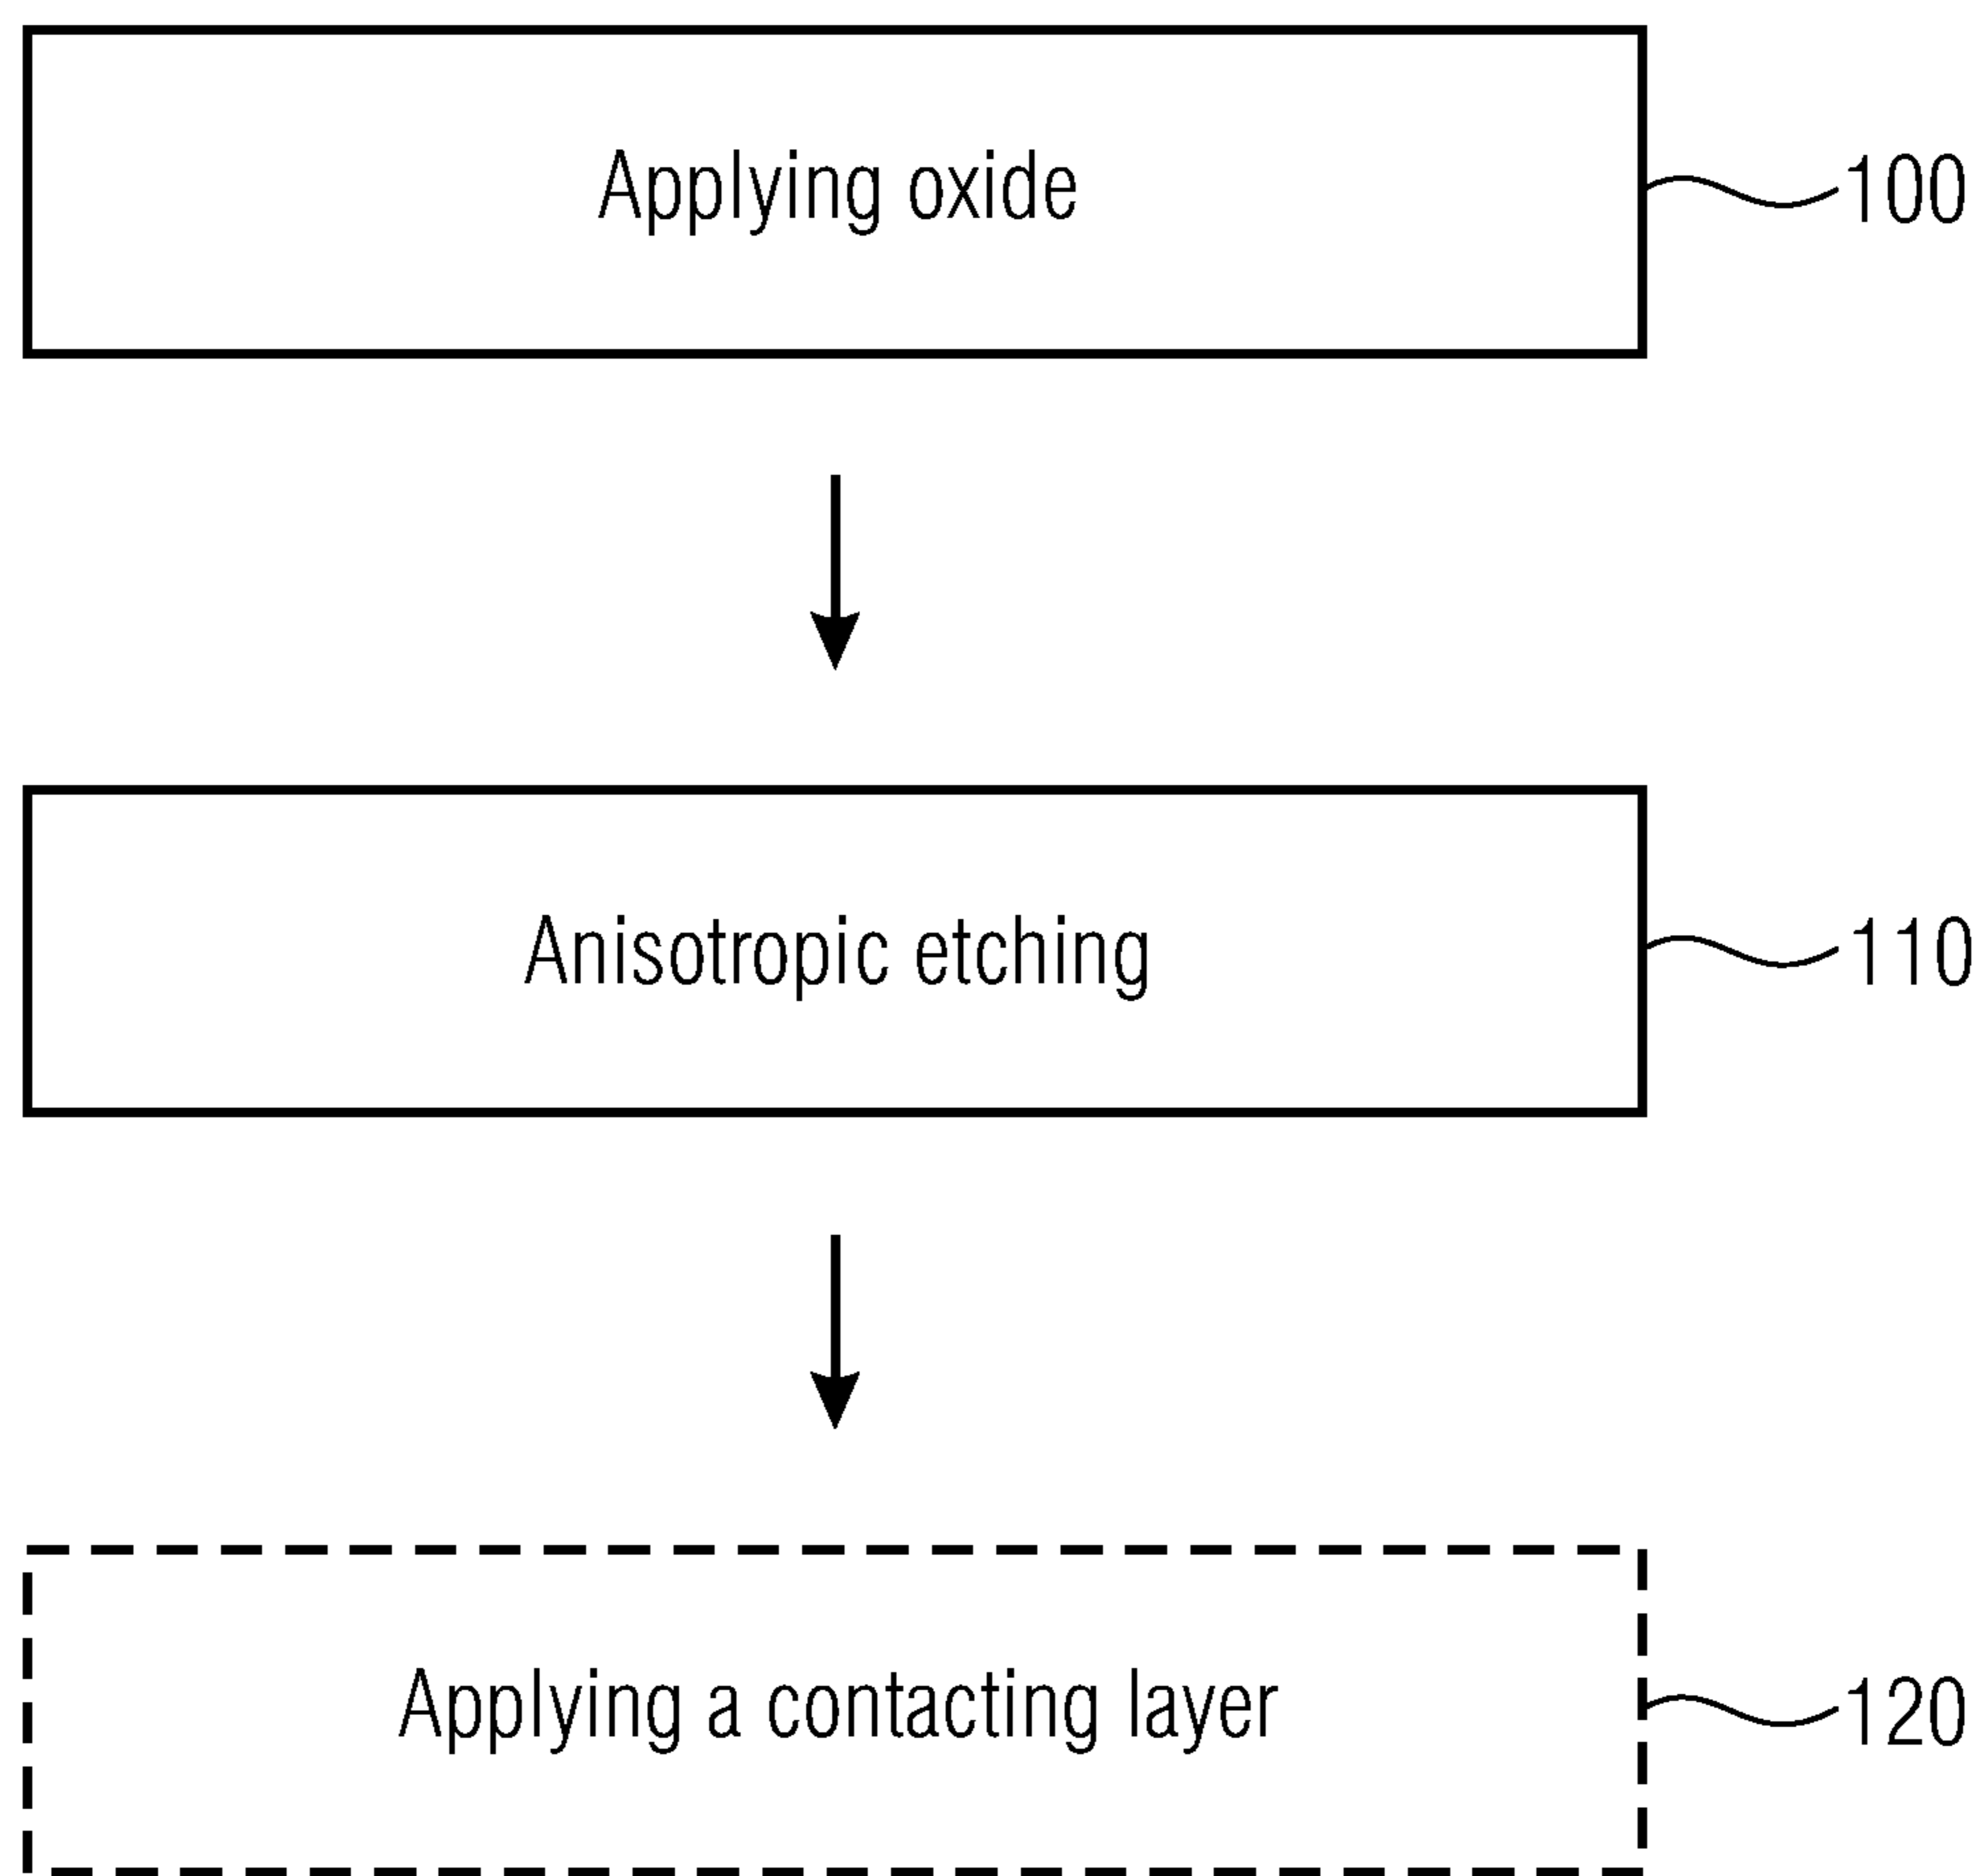 Applying oxide
100
Anisotropic etching
110
Applying a contacting layer
120